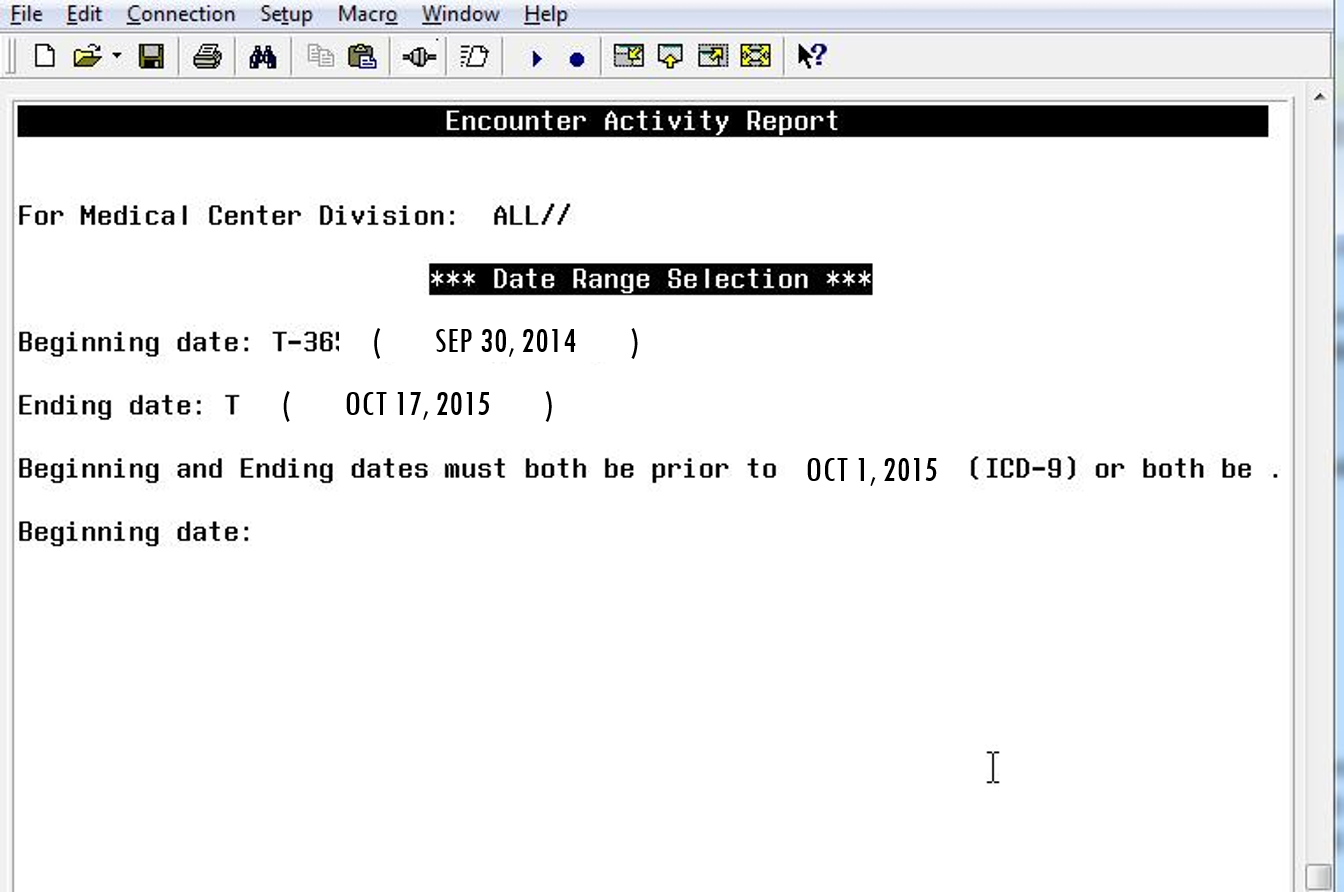 File Edit Connection Setup Macro Window Help
Encounter Activity Report
For Medical Center Division: ALL//
*** Date Range Selection ***
Beginning date: T-36 ( SEP 30, 2014 )
Ending date: T ( OCT 17, 2015 )
Beginning and Ending dates must both be prior to OCT 1, 2015 (ICD-9) or both be .
Beginning date: